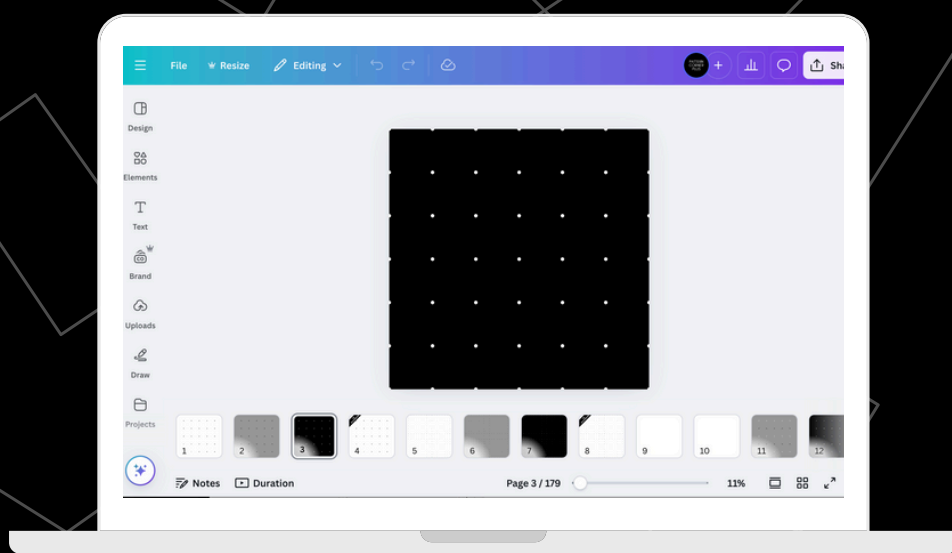 File
Resize
Editing
Sha
Design
Elements
Text
Brand
Uploads
Draw
Projects
1
2
3
4
5
6
7
8
9
10
11
12
Notes
Duration
Page 3 / 179
11%